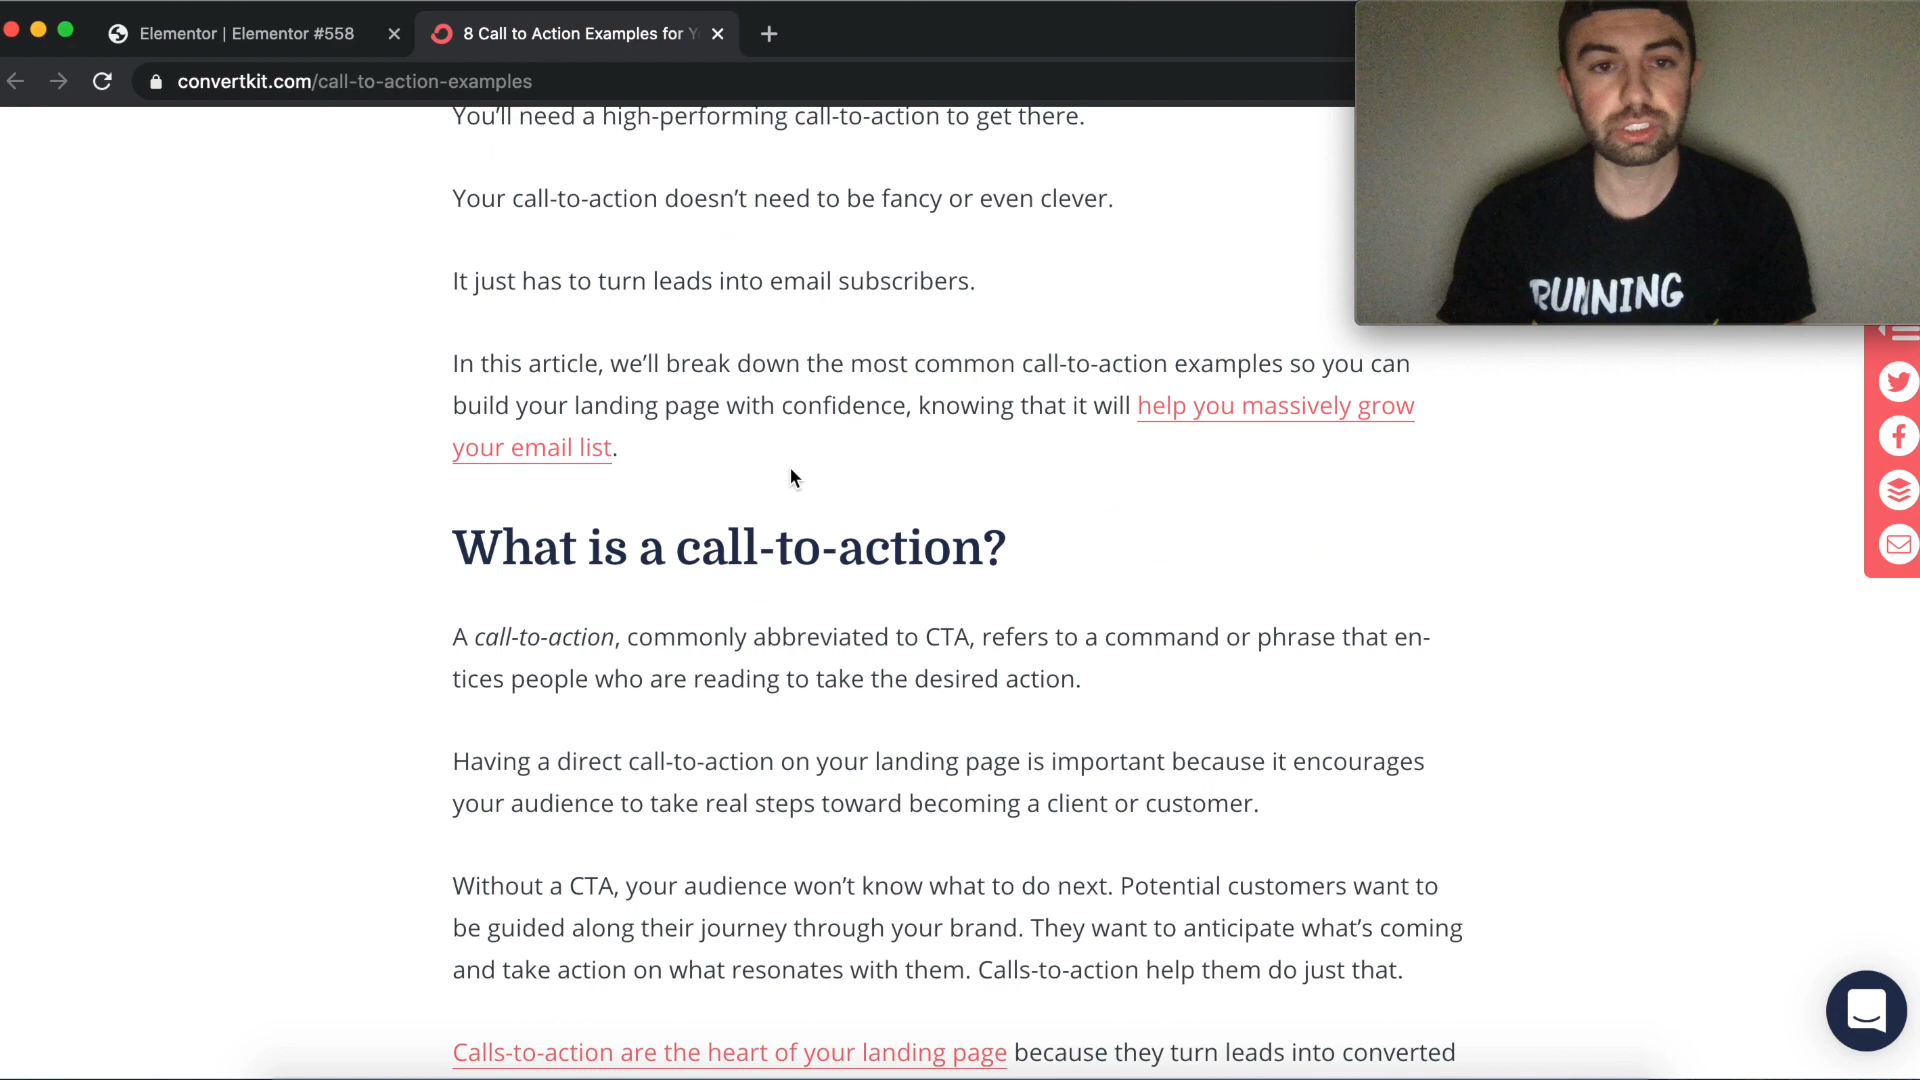 Elementor | Elementor #558
8 Call to Action Examples for Y
convertkit.com/call-to-action-examples
You'll need a high-performing call-to-action to get there.
Your call-to-action doesn't need to be fancy or even clever.
It just has to turn leads into email subscribers.
In this article, we'll break down the most common call-to-action examples so you can
build your landing page with confidence, knowing that it will help you massively grow
your email list.
What is a call-to-action?
A call-to-action, commonly abbreviated to CTA, refers to a command or phrase that en-
tices people who are reading to take the desired action.
Having a direct call-to-action on your landing page is important because it encourages
your audience to take real steps toward becoming a client or customer.
Without a CTA, your audience won't know what to do next. Potential customers want to
be guided along their journey through your brand. They want to anticipate what's coming
and take action on what resonates with them. Calls-to-action help them do just that.
Calls-to-action are the heart of your landing page because they turn leads into converted
RUNNING